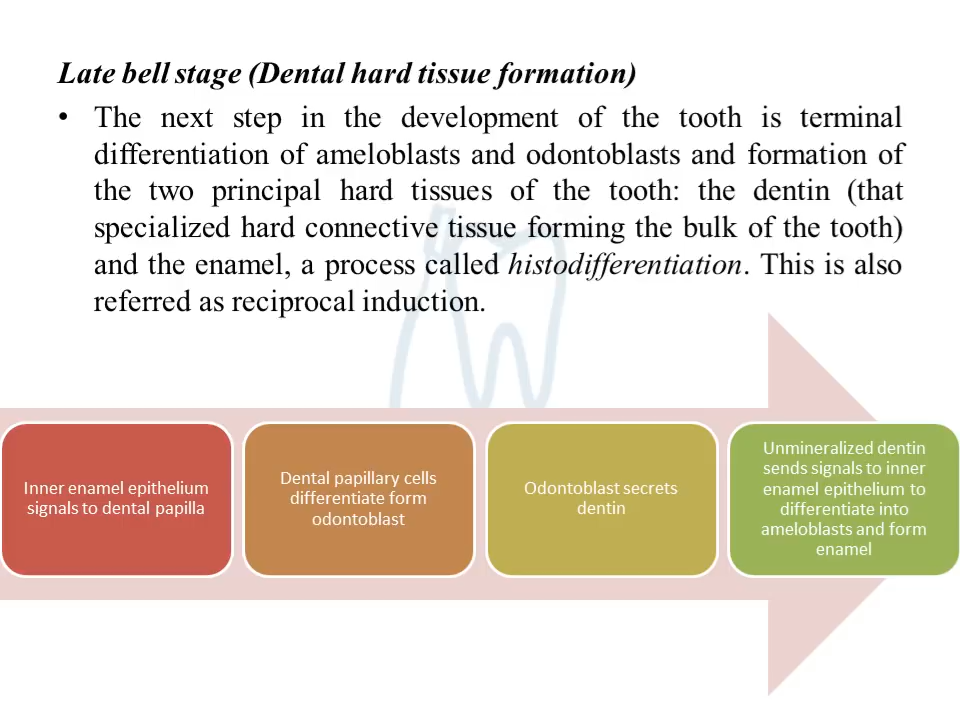 Late bell stage (Dental hard tissue formation)
• The next step in the development of the tooth is terminal
differentiation of ameloblasts and odontoblasts and formation of
the two principal hard tissues of the tooth: the dentin (that
specialized hard connective tissue forming the bulk of the tooth)
and the enamel, a process called histodifferentiation. This is also
referred as reciprocal induction.
Inner enamel epithelium
signals to dental papilla
Dental papillary cells
differentiate form
odontoblast
Odontoblast secrets
dentin
Unmineralized dentin
sends signals to inner
enamel epithelium to
differentiate into
ameloblasts and form
enamel